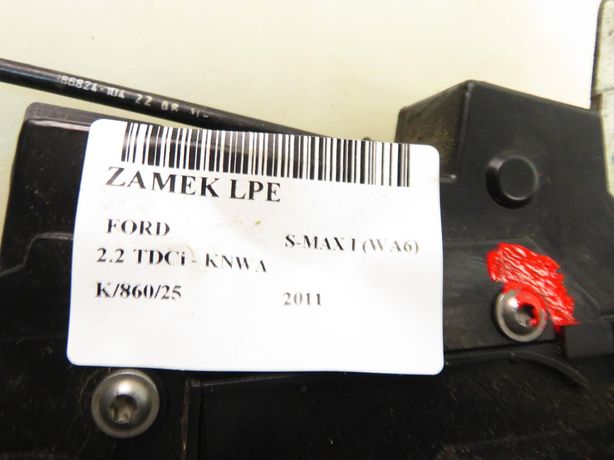 ZAMEK LPE
FORD S-MAX I (WA6)
2.2 TDCi - KNWA
K/860/25 2011